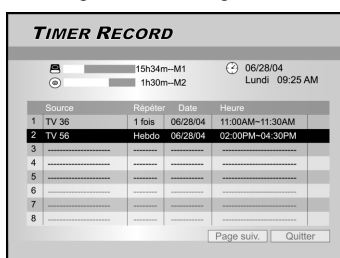 TIMER RECORD
15h34m--M1 06/28/04
1h30m--M2 Lundi 09:25 AM
Source Répéter Date Heure
1 TV 36 1 fois 06/28/04 11:00AM~11:30AM
2 TV 56 Hebdo 06/28/04 02:00PM~04:30PM
3 -------------------- ------- ---------- ------------------------
4 -------------------- ------- ---------- ------------------------
5 -------------------- ------- ---------- ------------------------
6 -------------------- ------- ---------- ------------------------
7 -------------------- ------- ---------- ------------------------
8 -------------------- ------- ---------- ------------------------
Page suiv. Quitter